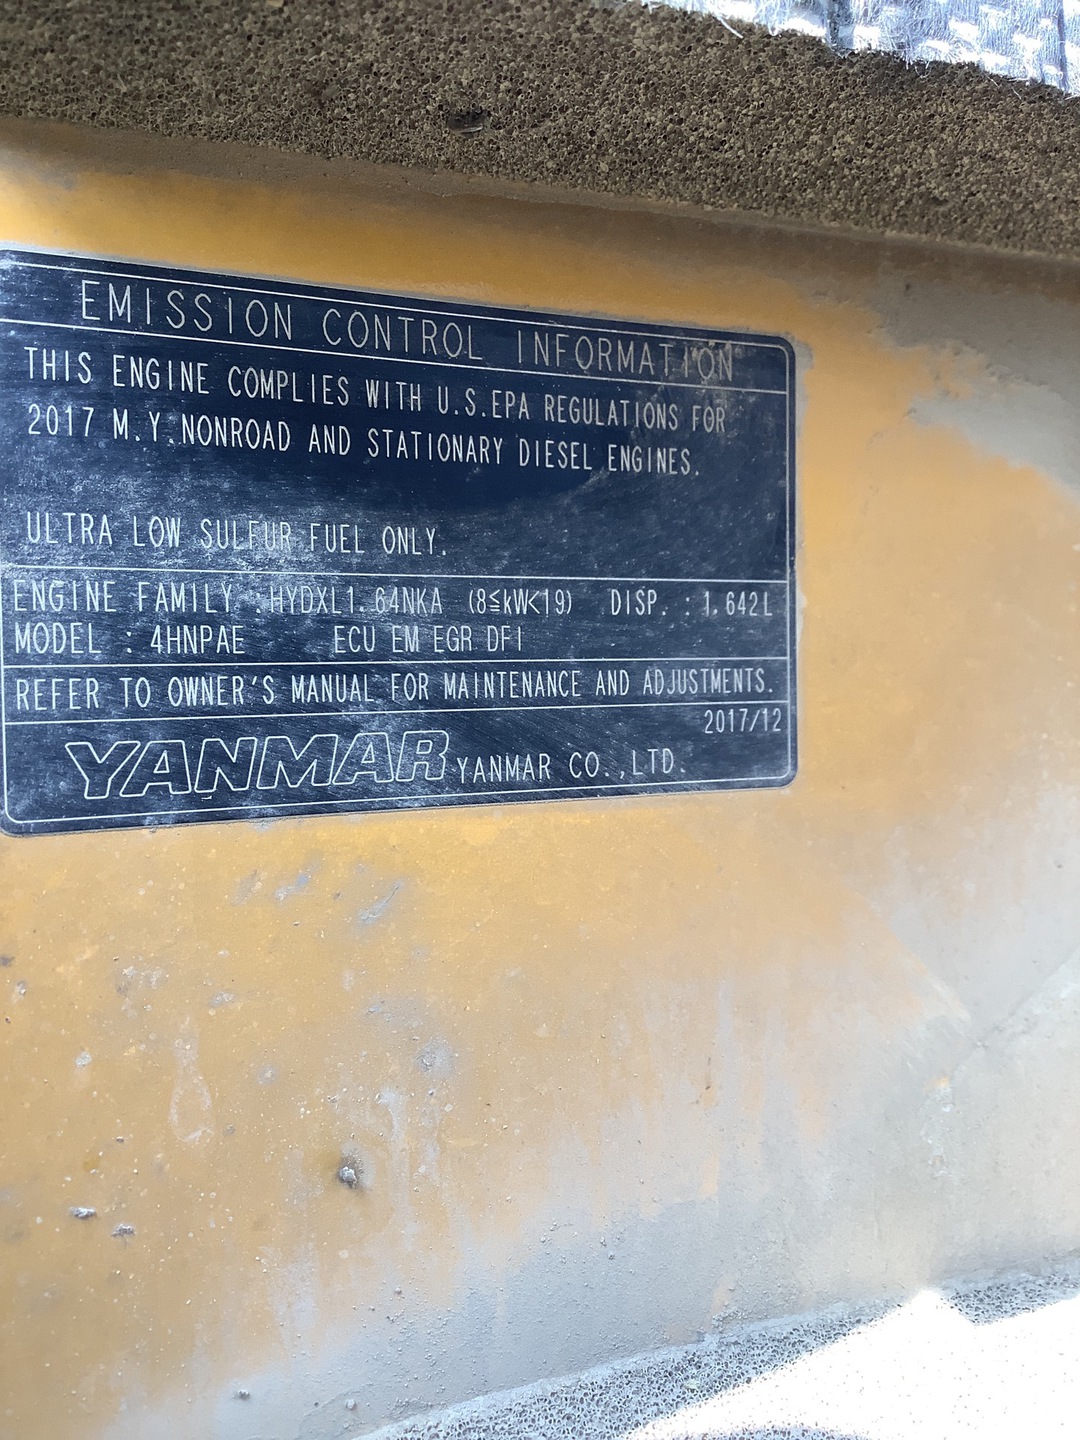 EMISSION CONTROL INFORMATION
THIS ENGINE COMPLIES WITH U.S.EPA REGULATIONS FOR
2017 M.Y.NONROAD AND STATIONARY DIESEL ENGINES.
ULTRA LOW SULFUR FUEL ONLY.
ENGINE FAMILY :HYDXL1.64NKA (8≦kW<19) DISP. : 1.642L
MODEL : 4HNPAE ECU EM EGR DFI
REFER TO OWNER'S MANUAL FOR MAINTENANCE AND ADJUSTMENTS.
2017/12
YANMAR YANMAR CO.,LTD.